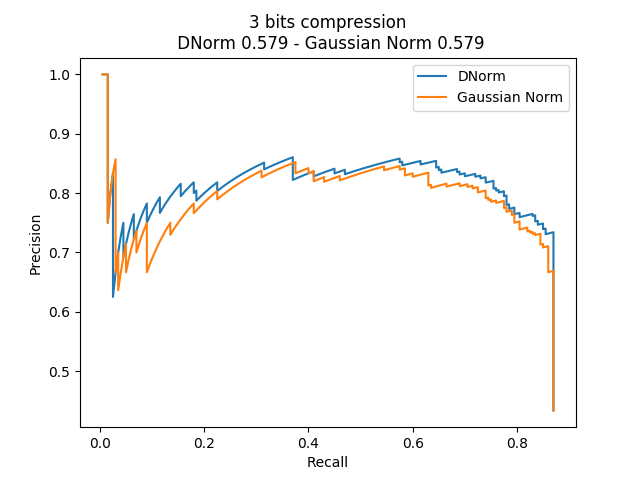 3 bits compression
DNorm 0.579 - Gaussian Norm 0.579
DNorm
Gaussian Norm
Precision
1.0
0.9
0.8
0.7
0.6
0.5
0.0 0.2 0.4 0.6 0.8
Recall